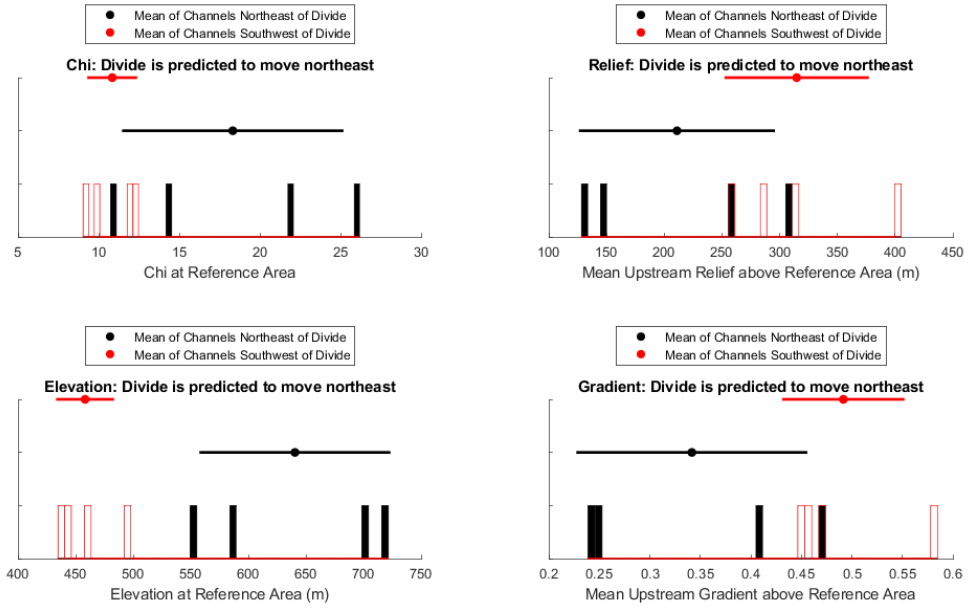 Mean of Channels Northeast of Divide
Mean of Channels Southwest of Divide
Chi: Divide is predicted to move northeast
5 10 15 20 25 30
Chi at Reference Area
Mean of Channels Northeast of Divide
Mean of Channels Southwest of Divide
Relief: Divide is predicted to move northeast
100 150 200 250 300 350 400 450
Mean Upstream Relief above Reference Area (m)
Mean of Channels Northeast of Divide
Mean of Channels Southwest of Divide
Elevation: Divide is predicted to move northeast
400 450 500 550 600 650 700 750
Elevation at Reference Area (m)
Mean of Channels Northeast of Divide
Mean of Channels Southwest of Divide
Gradient: Divide is predicted to move northeast
0.2 0.25 0.3 0.35 0.4 0.45 0.5 0.55 0.6
Mean Upstream Gradient above Reference Area